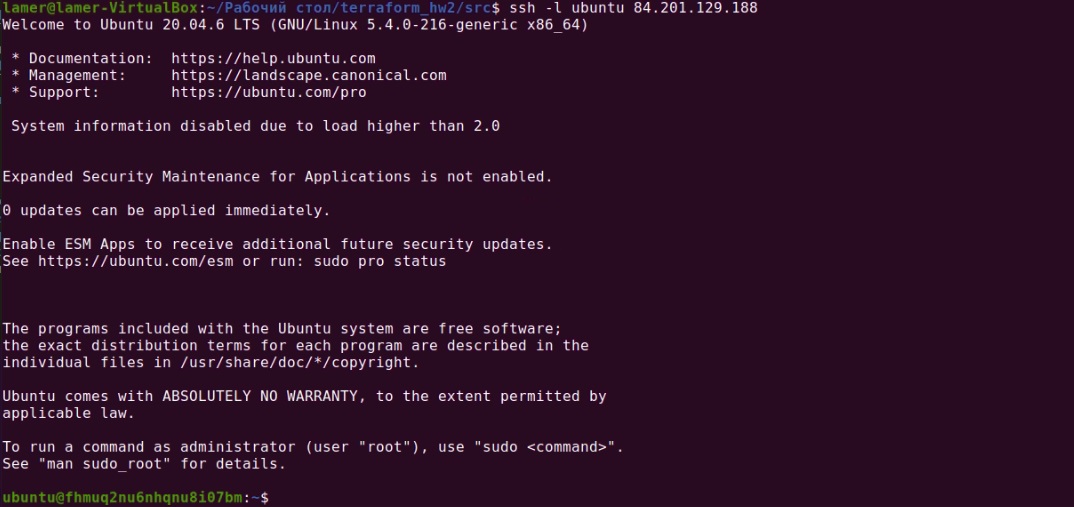 lamer@lamer-VirtualBox:~/Рабочий стол/terraform_hw2/src$ ssh -l ubuntu 84.201.129.188
Welcome to Ubuntu 20.04.6 LTS (GNU/Linux 5.4.0-216-generic x86_64)
* Documentation:  https://help.ubuntu.com
* Management:     https://landscape.canonical.com
* Support:        https://ubuntu.com/pro
System information disabled due to load higher than 2.0
Expanded Security Maintenance for Applications is not enabled.
0 updates can be applied immediately.
Enable ESM Apps to receive additional future security updates.
See https://ubuntu.com/esm or run: sudo pro status
The programs included with the Ubuntu system are free software;
the exact distribution terms for each program are described in the
individual files in /usr/share/doc/*/copyright.
Ubuntu comes with ABSOLUTELY NO WARRANTY, to the extent permitted by
applicable law.
To run a command as administrator (user "root"), use "sudo <command>".
See "man sudo_root" for details.
ubuntu@fhmuq2nu6nhqnu8i07bm:~$